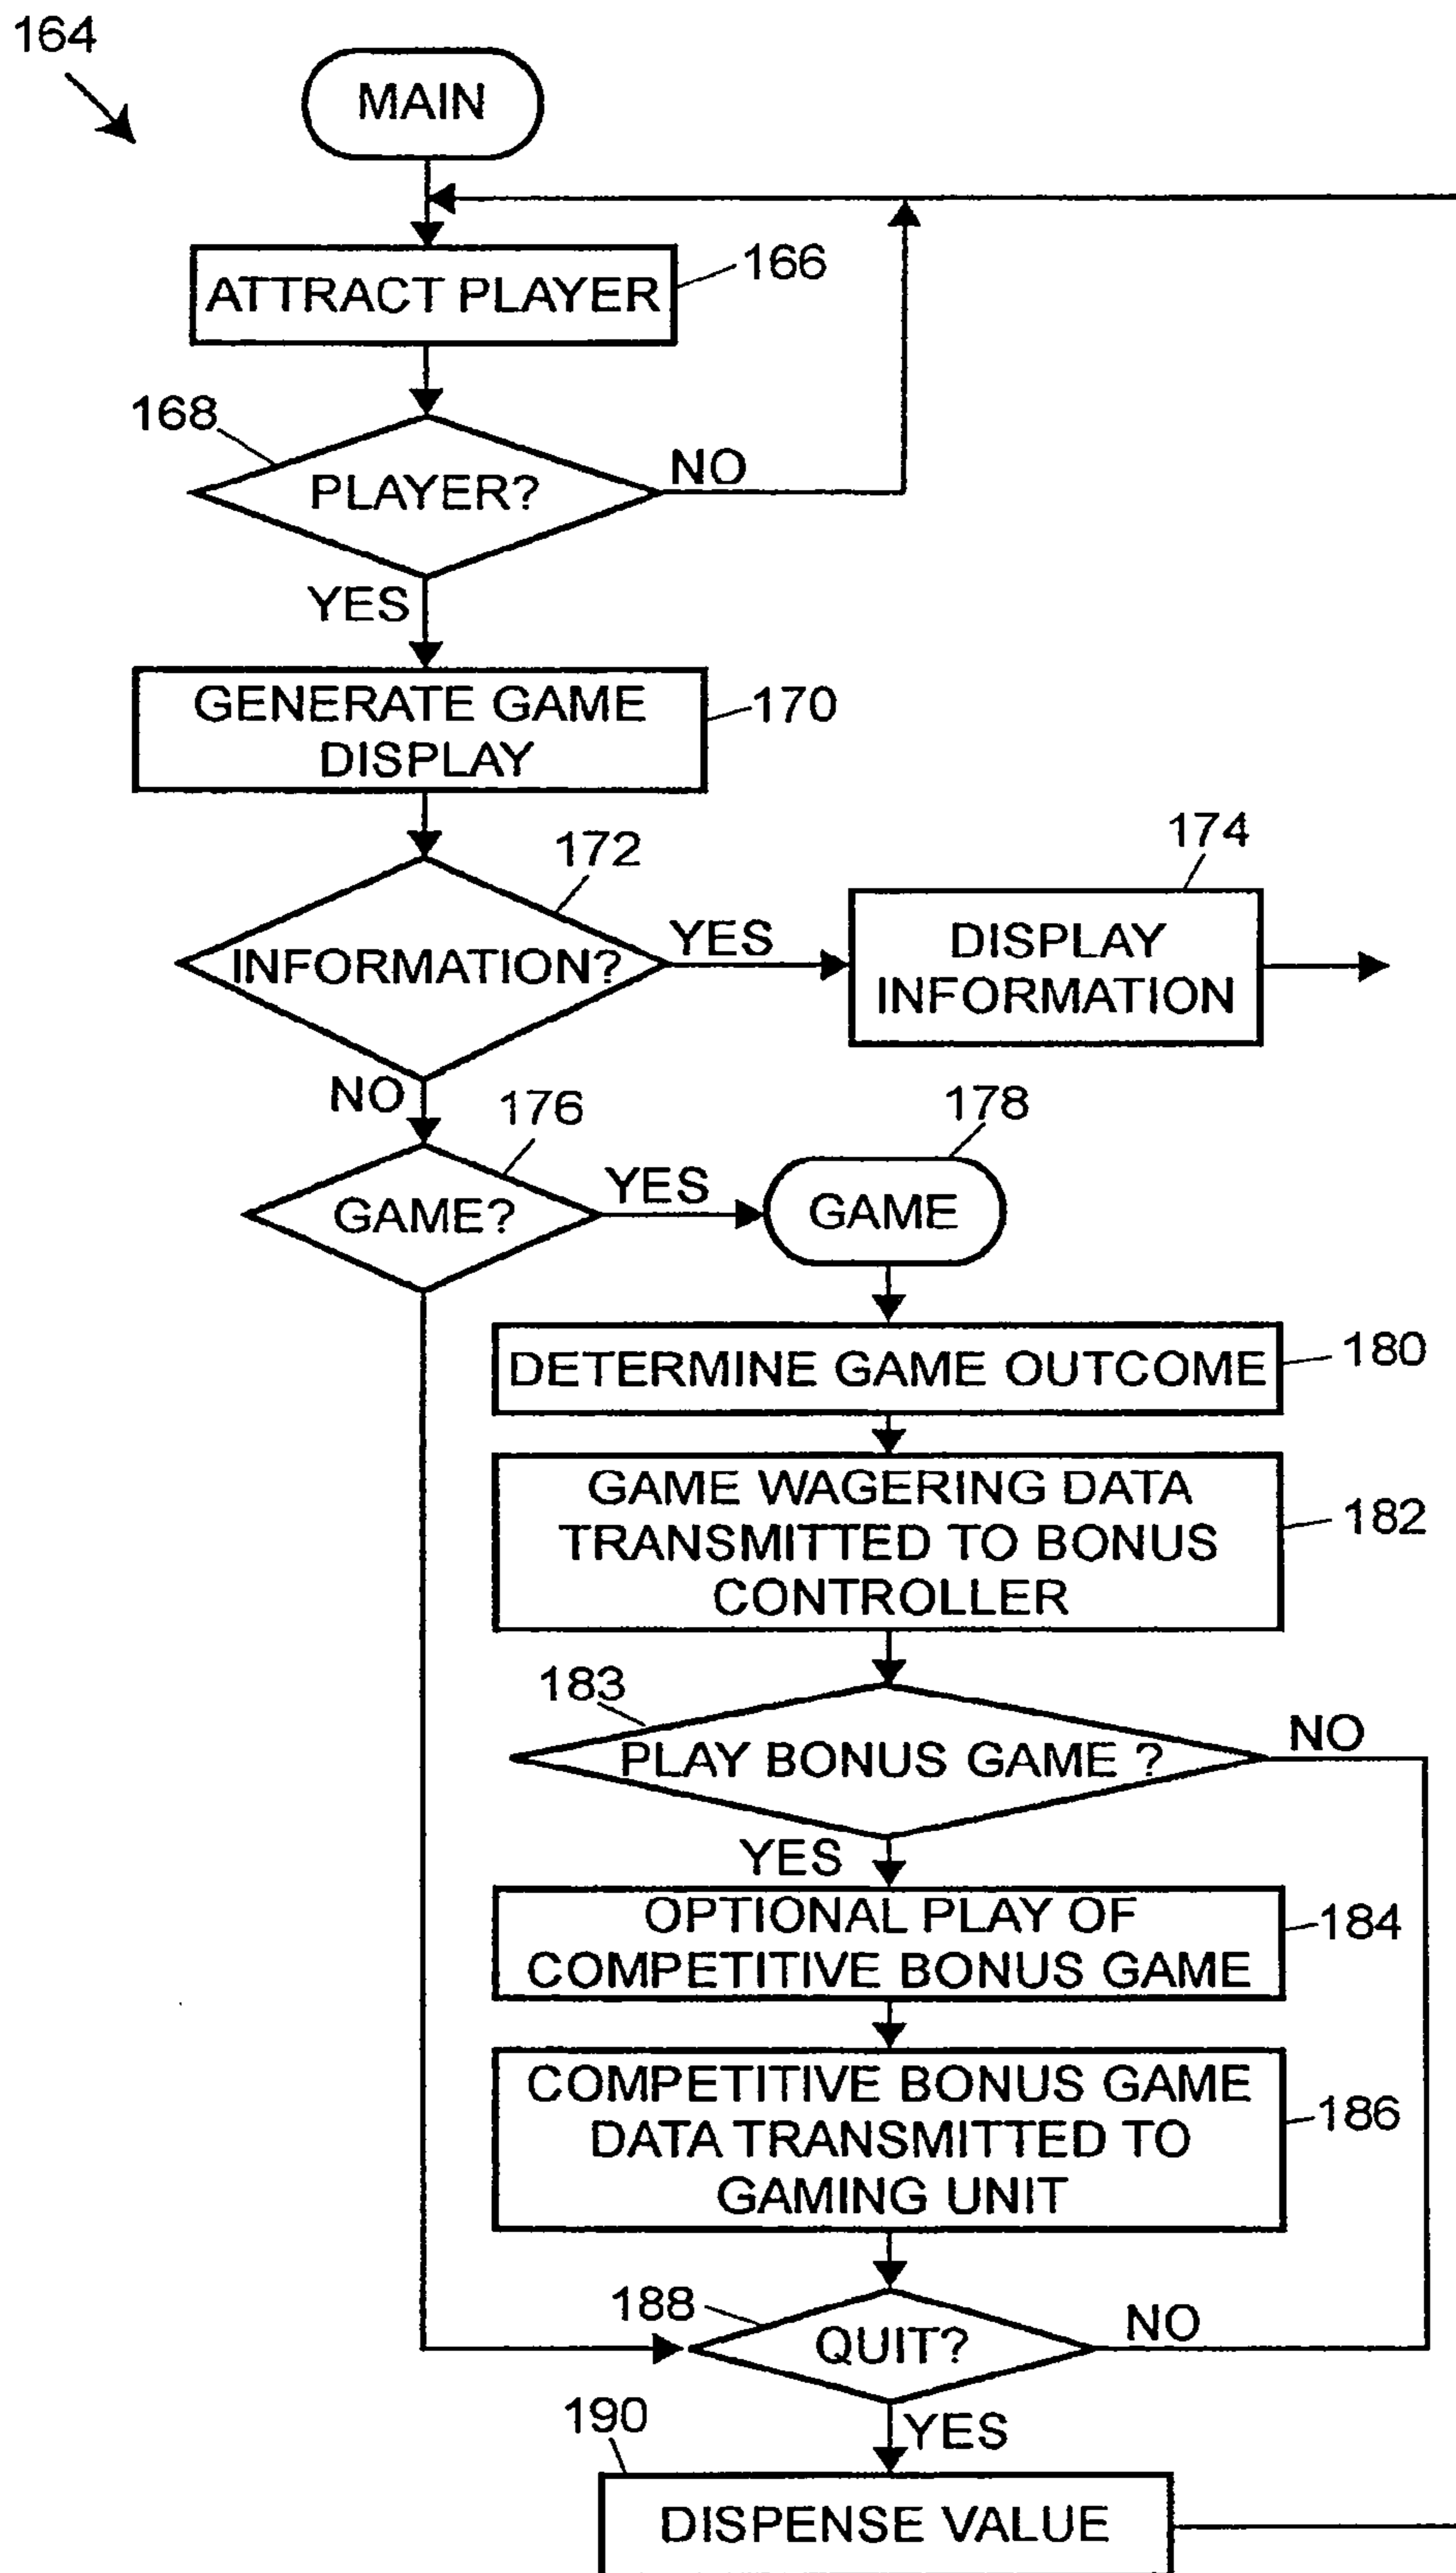 164
MAIN
ATTRACT PLAYER
166
168
PLAYER?
NO
YES
GENERATE GAME
DISPLAY
170
172
INFORMATION?
YES
174
DISPLAY
INFORMATION
NO
176
GAME?
YES
178
GAME
DETERMINE GAME OUTCOME
180
GAME WAGERING DATA
TRANSMITTED TO BONUS
CONTROLLER
182
183
PLAY BONUS GAME ?
NO
YES
OPTIONAL PLAY OF
COMPETITIVE BONUS GAME
184
COMPETITIVE BONUS GAME
DATA TRANSMITTED TO
GAMING UNIT
186
188
QUIT?
NO
YES
190
DISPENSE VALUE